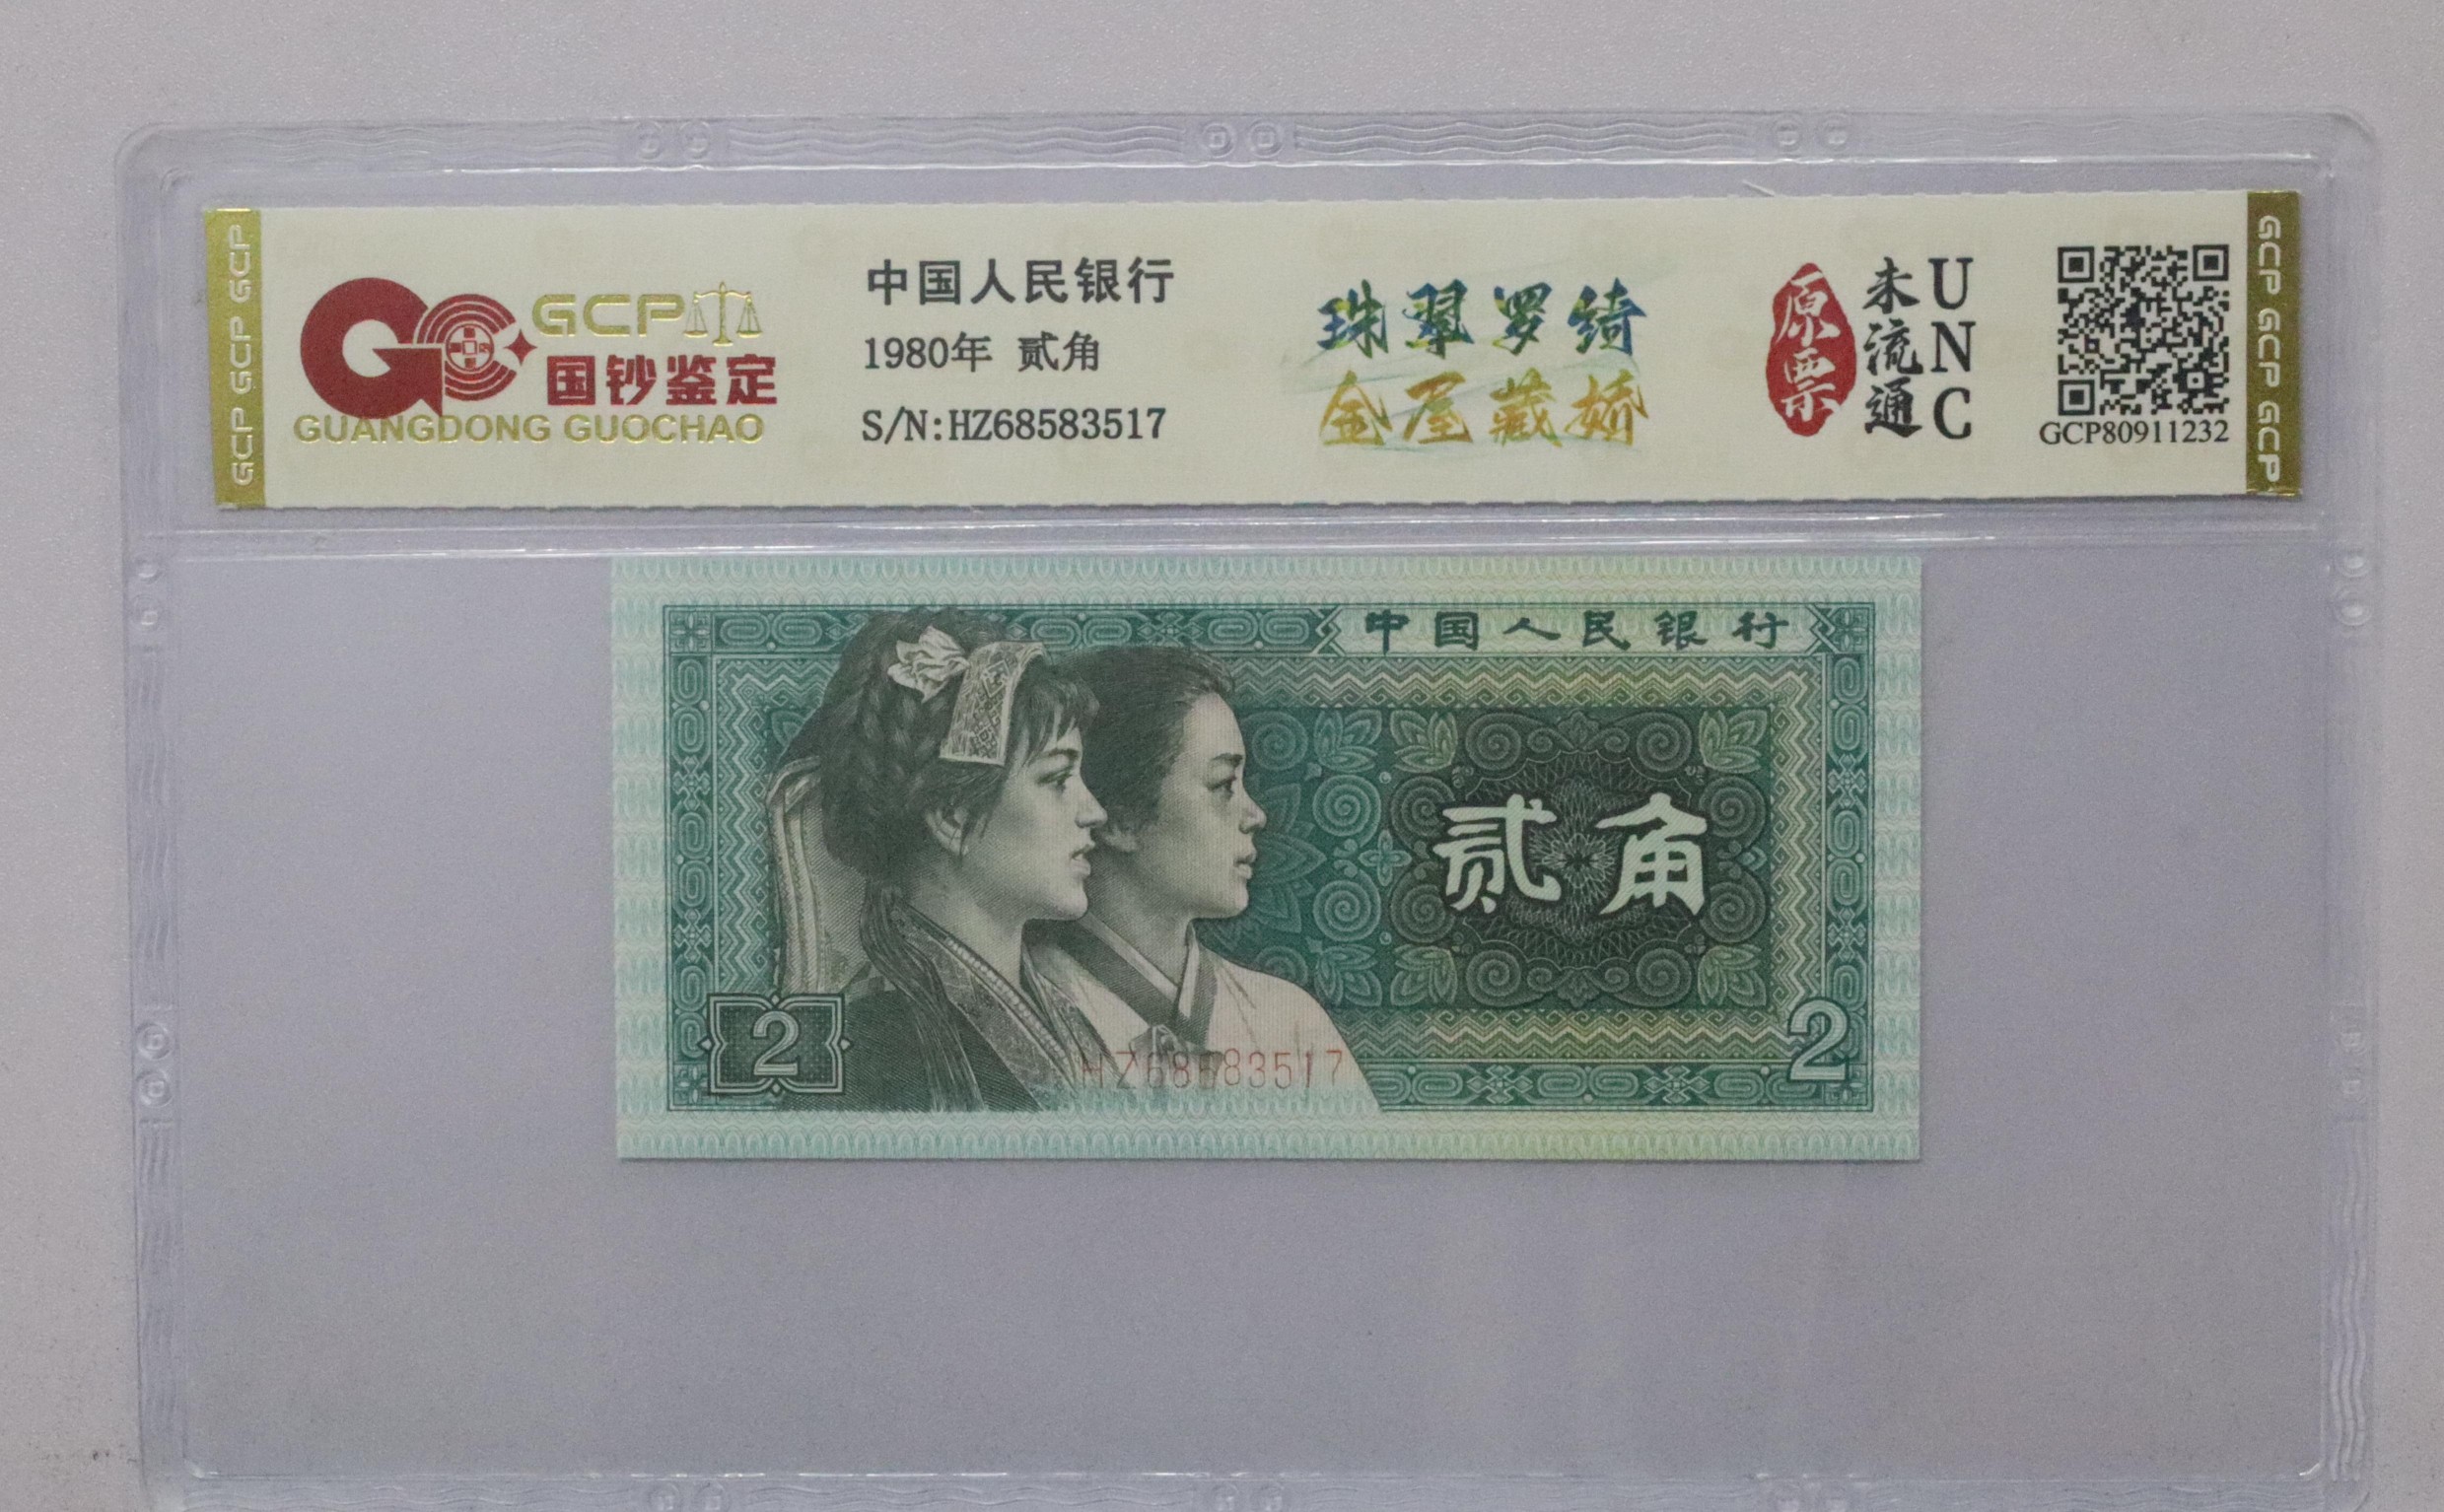 GCP GCP GCP
GCP
国钞鉴定
GUANGDONG GUOCHAO
中国人民银行
1980年 贰角
S/N:HZ68583517
珠翠罗绮
金屋藏娇
原票
未流通
UNC
GCP80911232
GCP GCP GCP
中国人民银行
贰角
2
HZ68583517
2